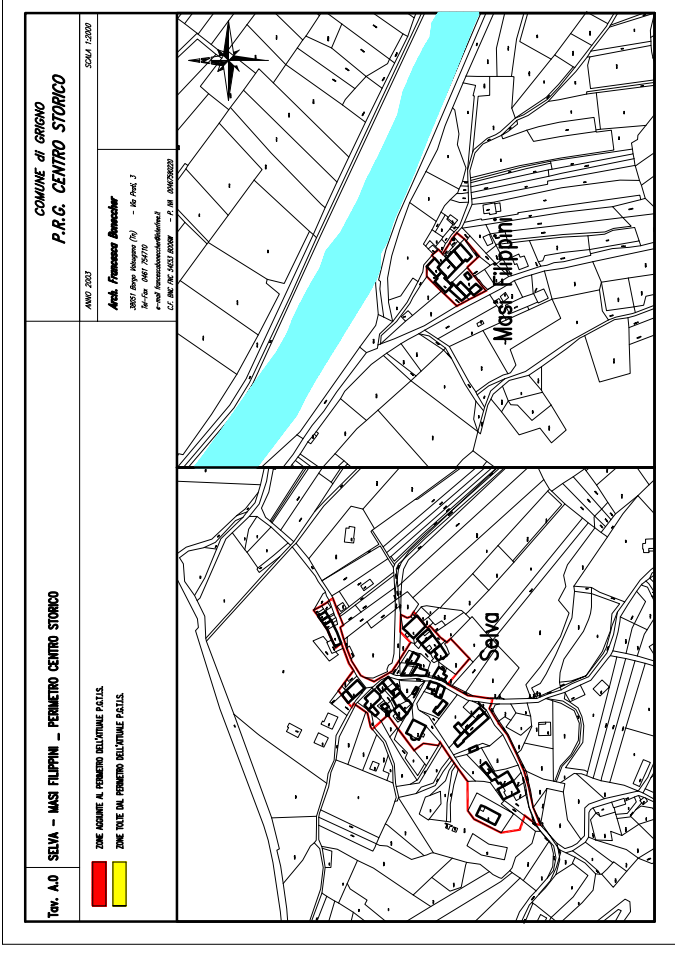 COMUNE di GRIGNO
P.R.G. CENTRO STORICO
ANNO 2003
SCALA 1:2000
Arch. Francesca Bonecher
38051 Borgo Valsugana (Tn) - Via Prati, 3
Tel-Fax 0461 754710
Tav. A.0 SELVA - MASI FILIPPINI _ PERIMETRO CENTRO STORICO
ZONE AGGIUNTE AL PERIMETRO DELL'ATTUALE P.G.T.I.S.
ZONE TOLTE DAL PERIMETRO DELL'ATTUALE P.G.T.I.S.
Selva
Masi Filippini